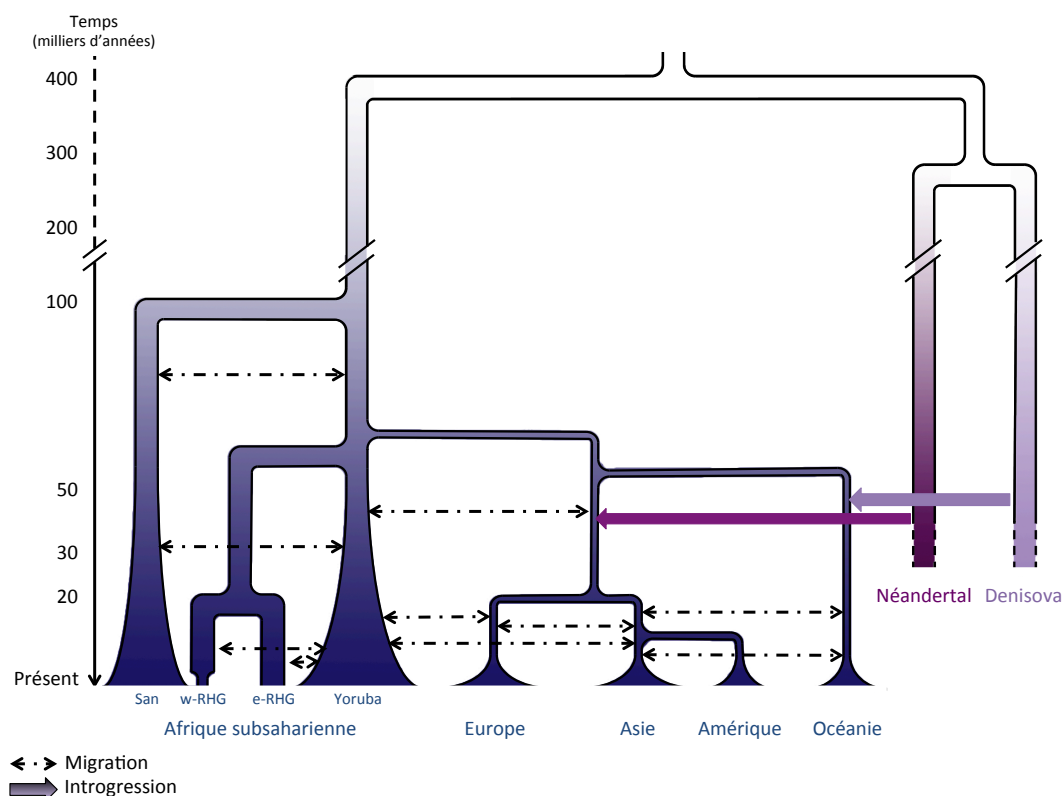 Temps
(milliers d'années)
400
300
200
100
50
30
20
Présent
Néandertal Denisova
San w-RHG e-RHG Yoruba
Afrique subsaharienne Europe Asie Amérique Océanie
Migration
Introgression